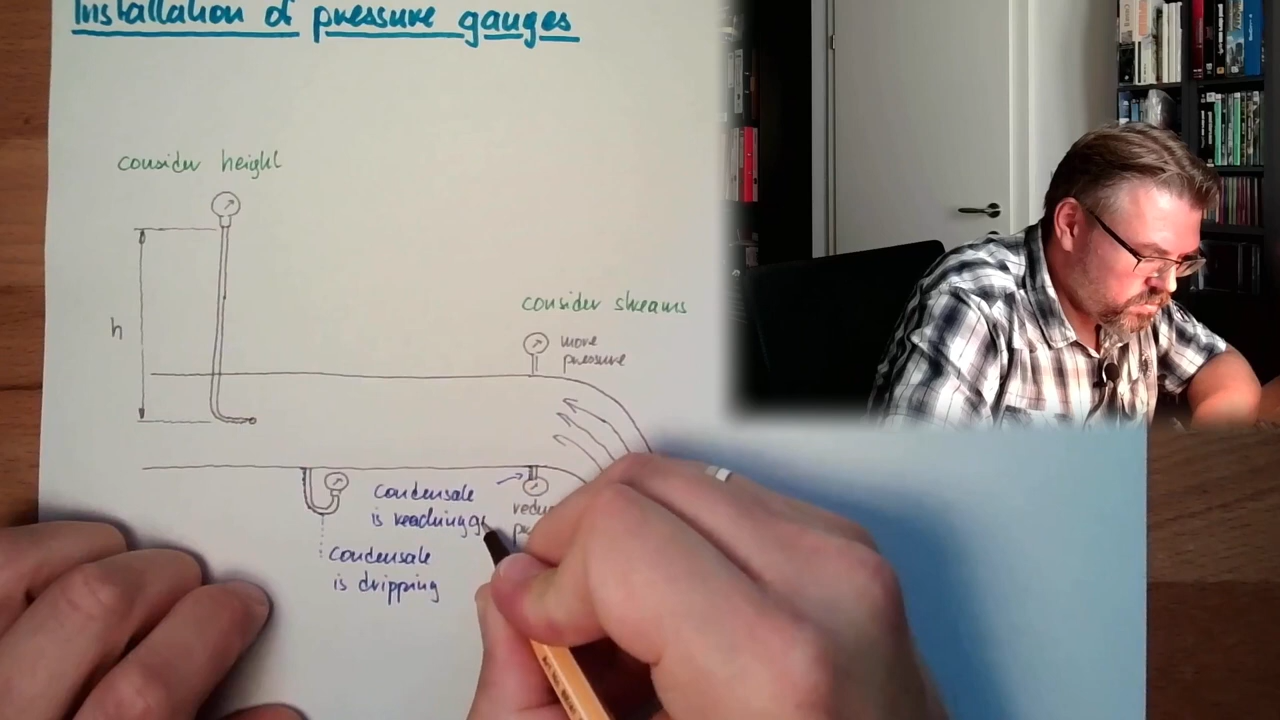 Installation of pressure gauges
consider height
consider streams
more
pressure
h
condensate
is reaching
condensate
is dripping